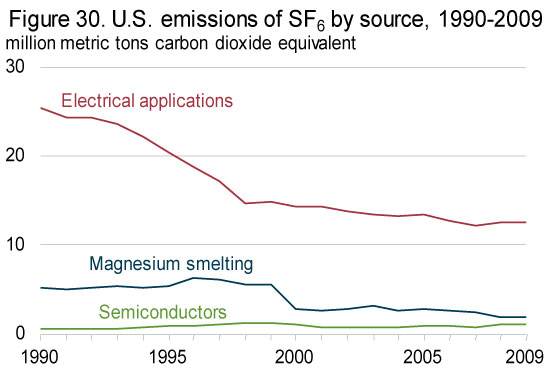 Figure 30. U.S. emissions of SF₆ by source, 1990-2009
million metric tons carbon dioxide equivalent
30
Electrical applications
20
10
Magnesium smelting
Semiconductors
0
1990 1995 2000 2005 2009